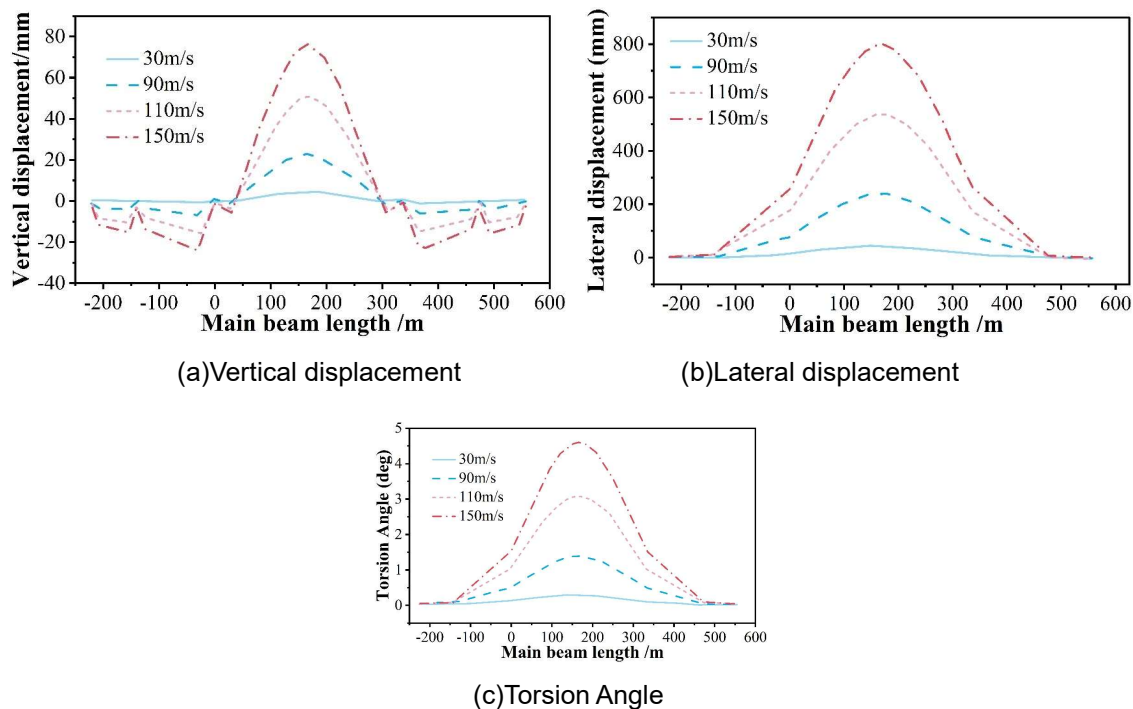 Vertical displacement/mm
80
60
40
20
0
-20
-40
30m/s
90m/s
110m/s
150m/s
-200 -100 0 100 200 300 400 500 600
Main beam length /m
(a)Vertical displacement
Lateral displacement (mm)
800
600
400
200
0
30m/s
90m/s
110m/s
150m/s
-200 -100 0 100 200 300 400 500 600
Main beam length /m
(b)Lateral displacement
Torsion Angle (deg)
5
4
3
2
1
0
30m/s
90m/s
110m/s
150m/s
-200 -100 0 100 200 300 400 500 600
Main beam length /m
(c)Torsion Angle